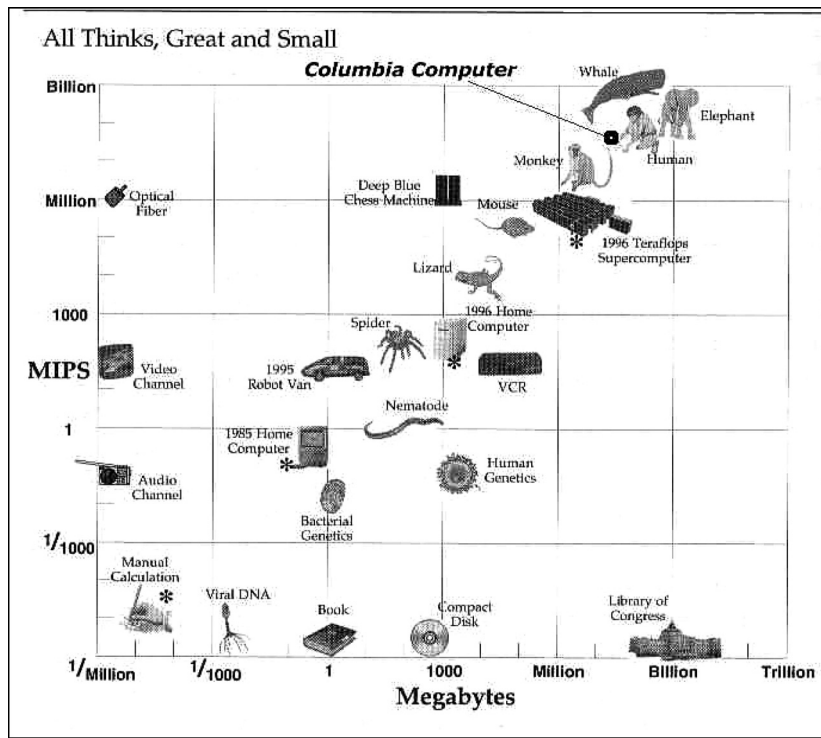 All Thinks, Great and Small
Columbia Computer
Whale
Billion
Elephant
Human
Monkey
Million
Optical
Fiber
Deep Blue
Chess Machine
Mouse
*
1996 Teraflops
Supercomputer
Lizard
1000
1996 Home
Computer
Spider
*
MIPS
Video
Channel
1995
Robot Van
VCR
Nematode
1
1985 Home
Computer
*
Human
Genetics
Audio
Channel
Bacterial
Genetics
1/1000
Manual
Calculation
*
Viral DNA
Book
Compact
Disk
Library of
Congress
1/Million
1/1000
1
1000
Million
Billion
Trillion
Megabytes